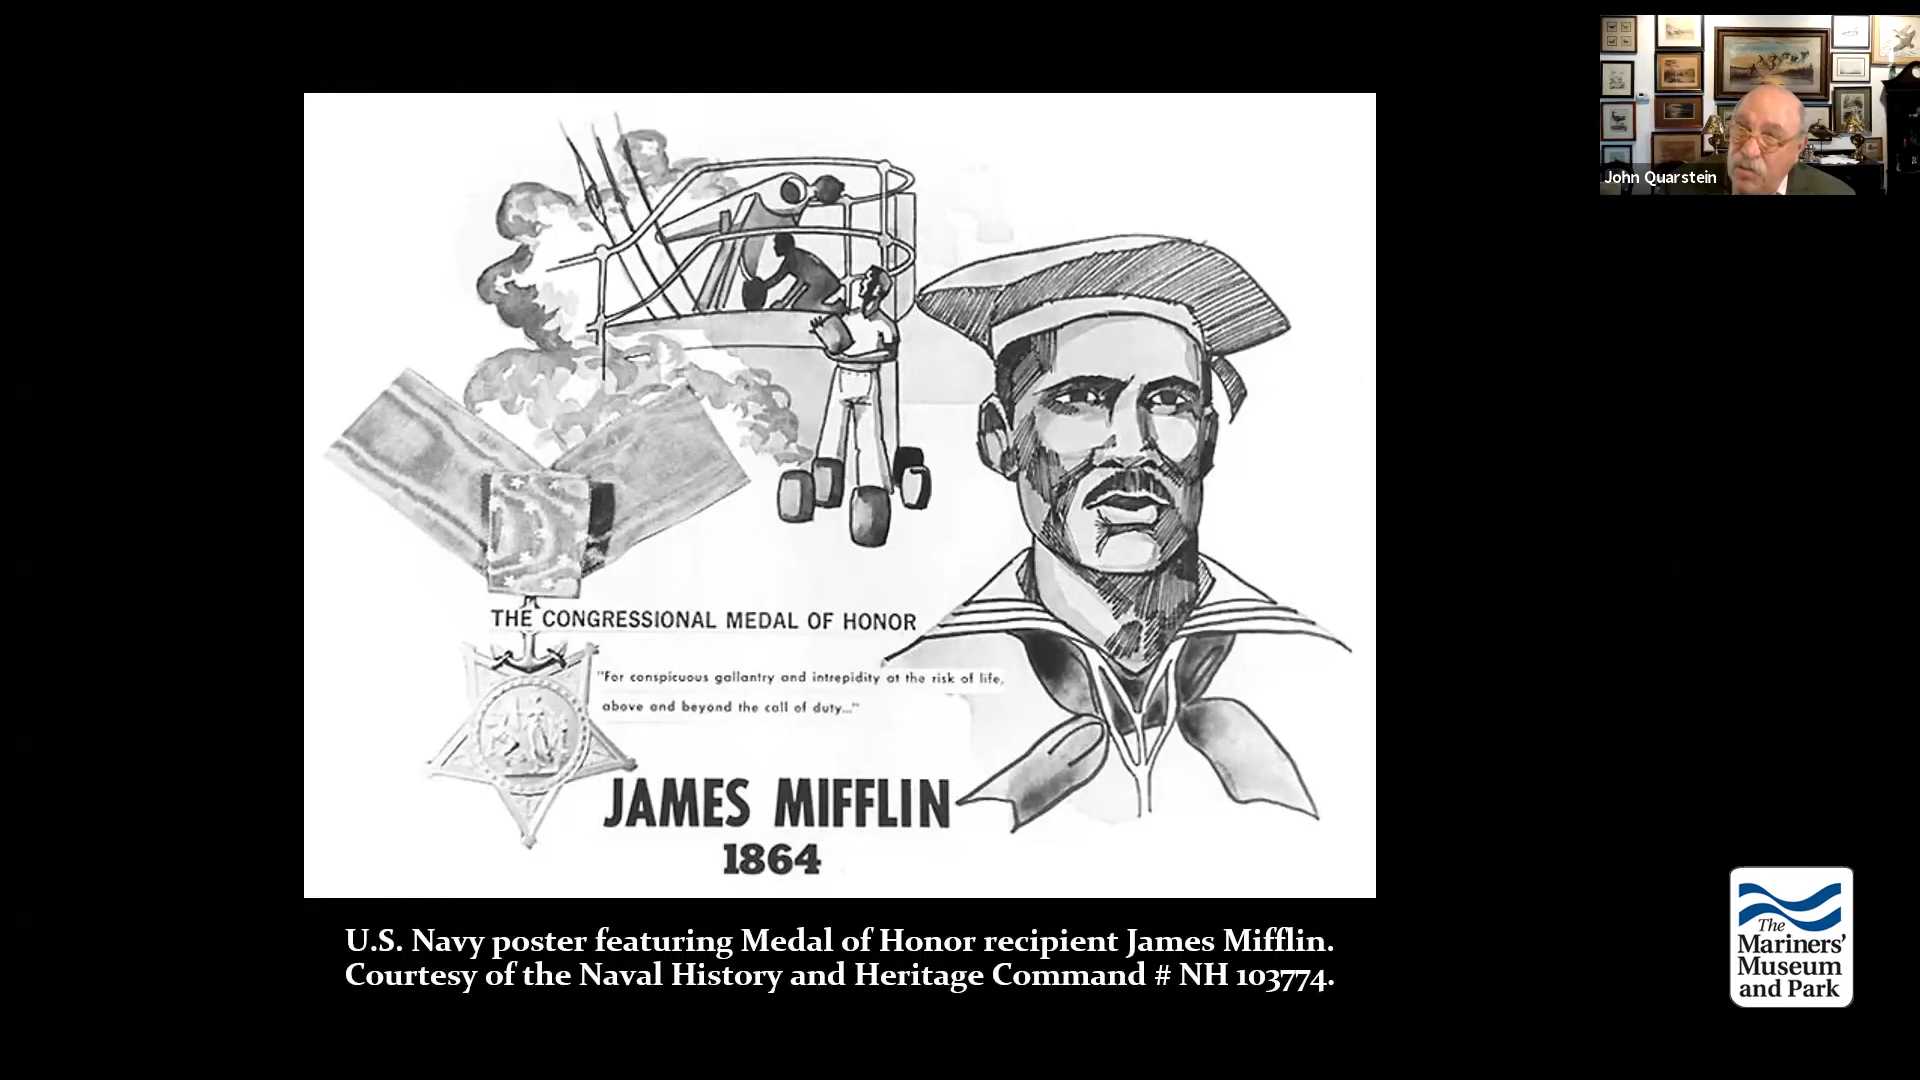 John Quarstein
THE CONGRESSIONAL MEDAL OF HONOR
"For conspicuous gallantry and intrepidity at the risk of life,
above and beyond the call of duty..."
JAMES MIFFLIN
1864
U.S. Navy poster featuring Medal of Honor recipient James Mifflin.
Courtesy of the Naval History and Heritage Command # NH 103774.
The
Mariners'
Museum
and Park